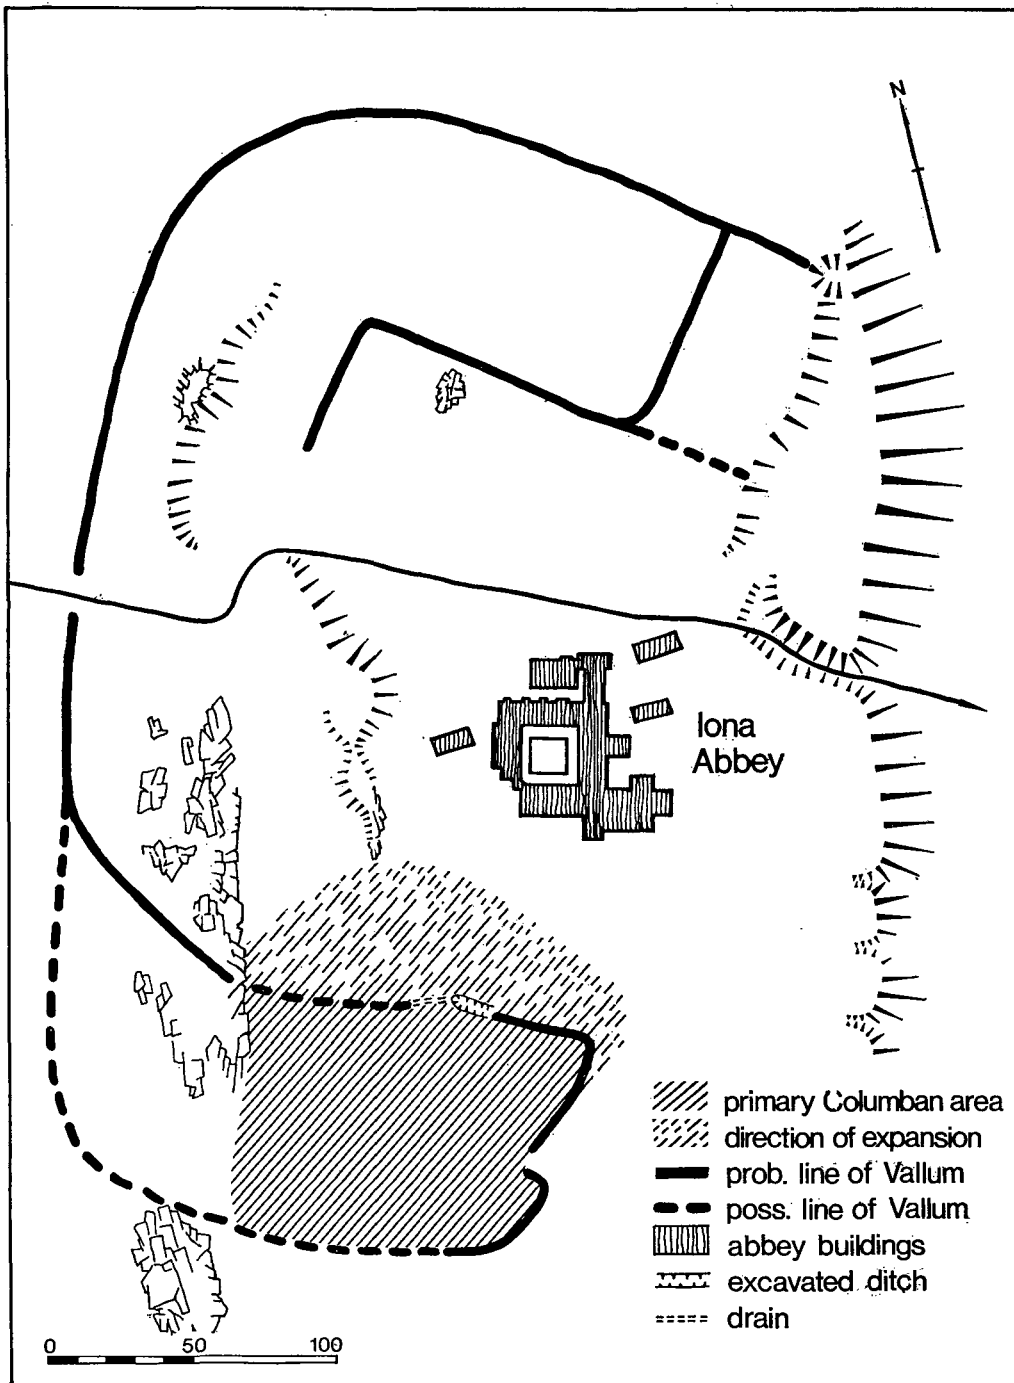 N
Iona
Abbey
primary Columban area
direction of expansion
prob. line of Vallum
poss. line of Vallum
abbey buildings
excavated ditch
drain
0 50 100